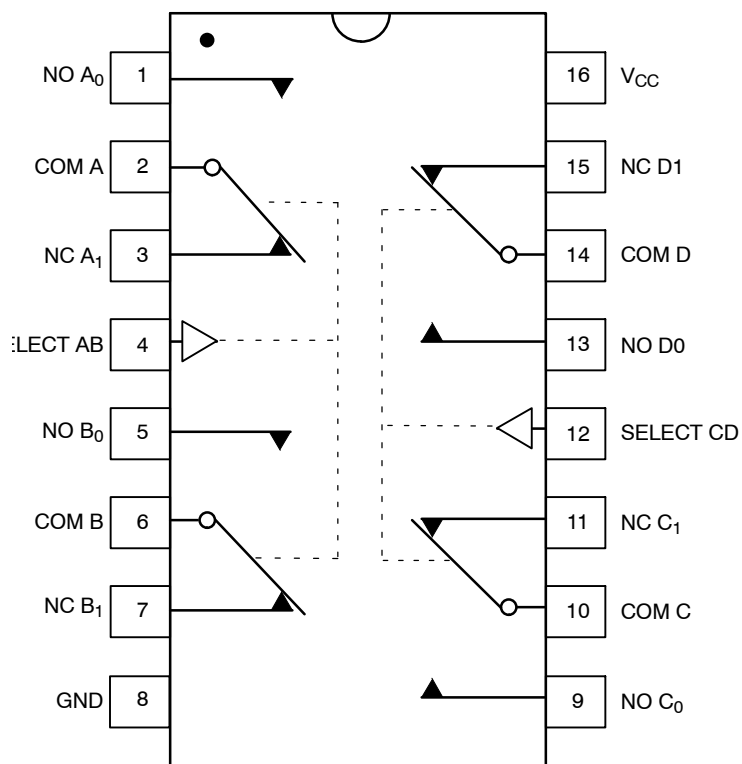 NO A₀ 1
COM A 2
NC A₁ 3
ELECT AB 4
NO B₀ 5
COM B 6
NC B₁ 7
GND 8
16 V_CC
15 NC D1
14 COM D
13 NO D0
12 SELECT CD
11 NC C₁
10 COM C
9 NO C₀